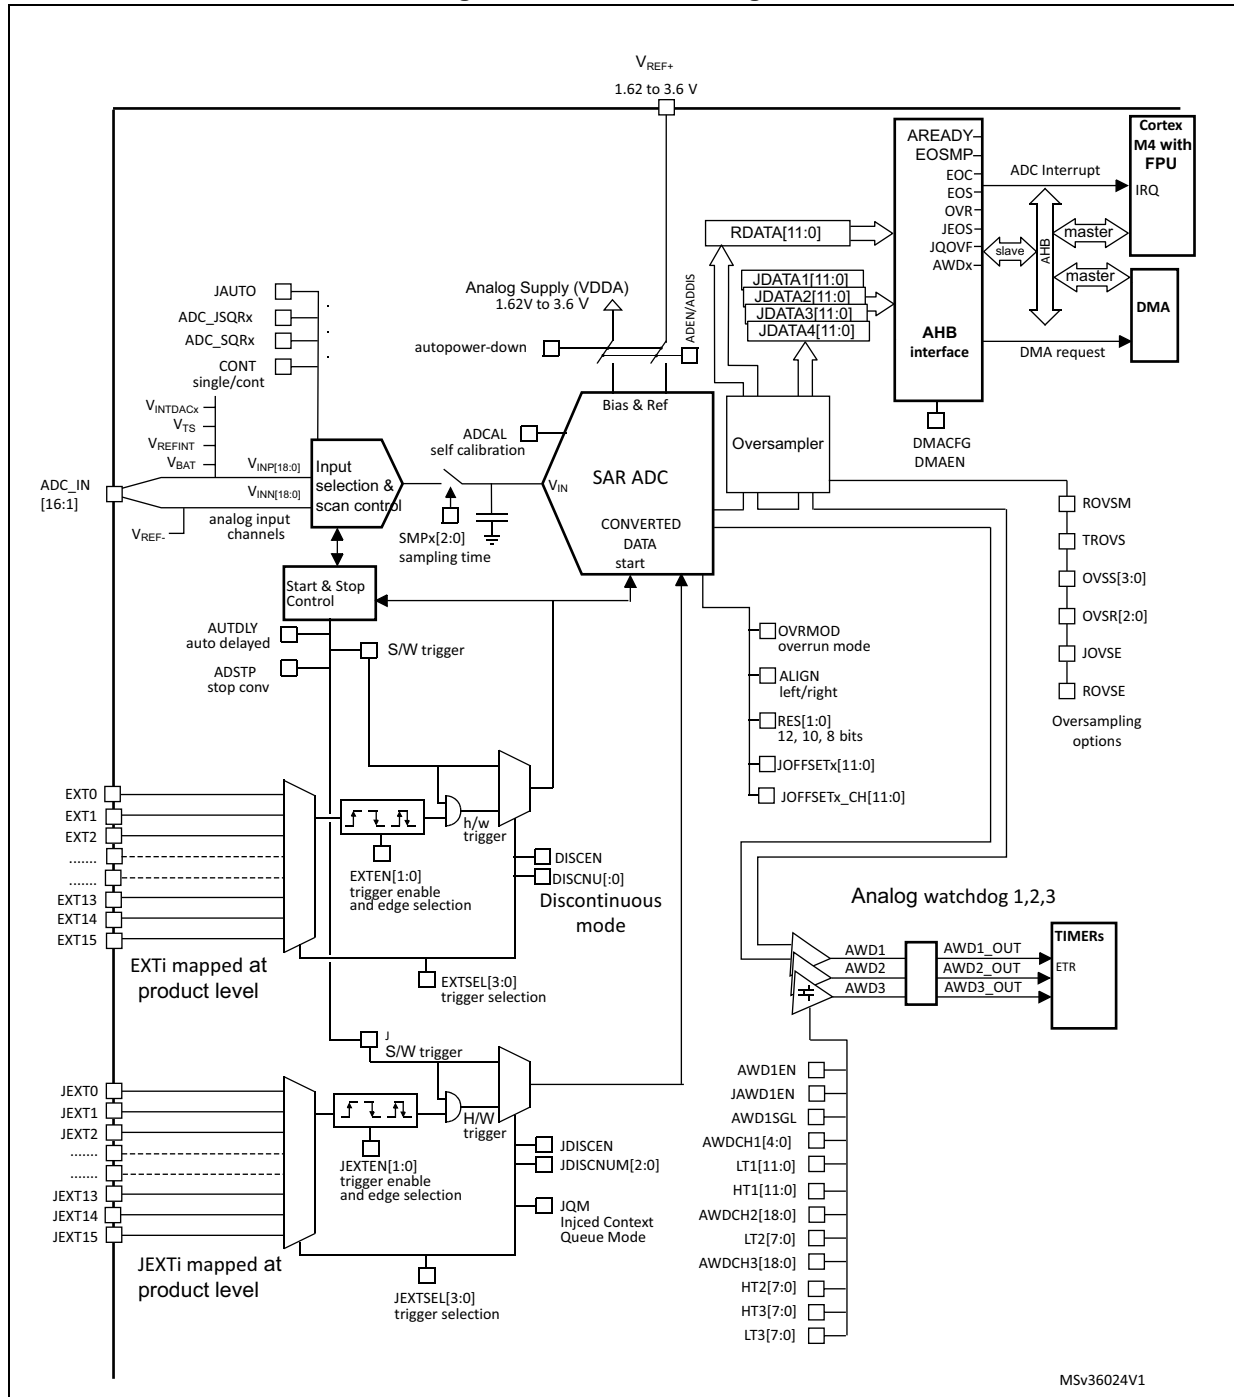 VREF+
1.62 to 3.6 V
AREADY
EOSMP
EOC
EOS
OVR
JEOS
JQOVF
AWDx
AHB
interface
ADC Interrupt
Cortex
M4 with
FPU
IRQ
slave
AHB
master
master
DMA
DMA request
DMACFG
DMAEN
RDATA[11:0]
JDATA1[11:0]
JDATA2[11:0]
JDATA3[11:0]
JDATA4[11:0]
JAUTO
ADC_JSQRx
ADC_SQRx
CONT
single/cont
Analog Supply (VDDA)
1.62V to 3.6 V
autopower-down
ADEN/ADDIS
Bias & Ref
ADCAL
self calibration
SAR ADC
VIN
CONVERTED
DATA
start
Oversampler
VINTDACx
VTS
VREFINT
VBAT
VINP[18:0]
VINN[18:0]
ADC_IN
[16:1]
VREF-
analog input
channels
Input
selection &
scan control
SMPx[2:0]
sampling time
Start & Stop
Control
AUTDLY
auto delayed
ADSTP
stop conv
S/W trigger
OVRMOD
overrun mode
ALIGN
left/right
RES[1:0]
12, 10, 8 bits
JOFFSETx[11:0]
JOFFSETx_CH[11:0]
ROVSM
TROVS
OVSS[3:0]
OVSR[2:0]
JOVSE
ROVSE
Oversampling
options
EXT0
EXT1
EXT2
.......
.......
EXT13
EXT14
EXT15
h/w
trigger
EXTEN[1:0]
trigger enable
and edge selection
DISCEN
DISCNU[:0]
Discontinuous
mode
EXTi mapped at
product level
EXTSEL[3:0]
trigger selection
Analog watchdog 1,2,3
AWD1
AWD2
AWD3
AWD1_OUT
AWD2_OUT
AWD3_OUT
TIMERs
ETR
J
S/W trigger
JEXT0
JEXT1
JEXT2
.......
.......
JEXT13
JEXT14
JEXT15
H/W
trigger
JEXTEN[1:0]
trigger enable
and edge selection
JDISCEN
JDISCNUM[2:0]
JQM
Injced Context
Queue Mode
JEXTi mapped at
product level
JEXTSEL[3:0]
trigger selection
AWD1EN
JAWD1EN
AWD1SGL
AWDCH1[4:0]
LT1[11:0]
HT1[11:0]
AWDCH2[18:0]
LT2[7:0]
AWDCH3[18:0]
HT2[7:0]
HT3[7:0]
LT3[7:0]
MSv36024V1